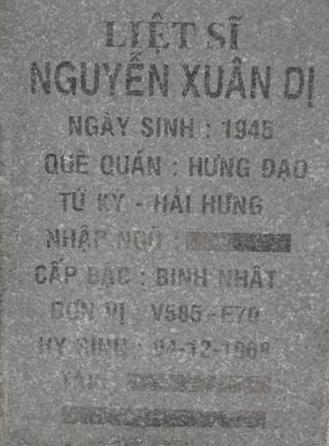 LIỆT SĨ
NGUYỄN XUÂN DỊ
NGÀY SINH : 1945
QUÊ QUÁN : HƯNG ĐẠO
TỨ KỲ - HẢI HƯNG
NHẬP NGŨ :
CẤP BẬC : BINH NHẤT
ĐƠN VỊ : V585 - E70
HY SINH : 04-12-1968
TẠI :